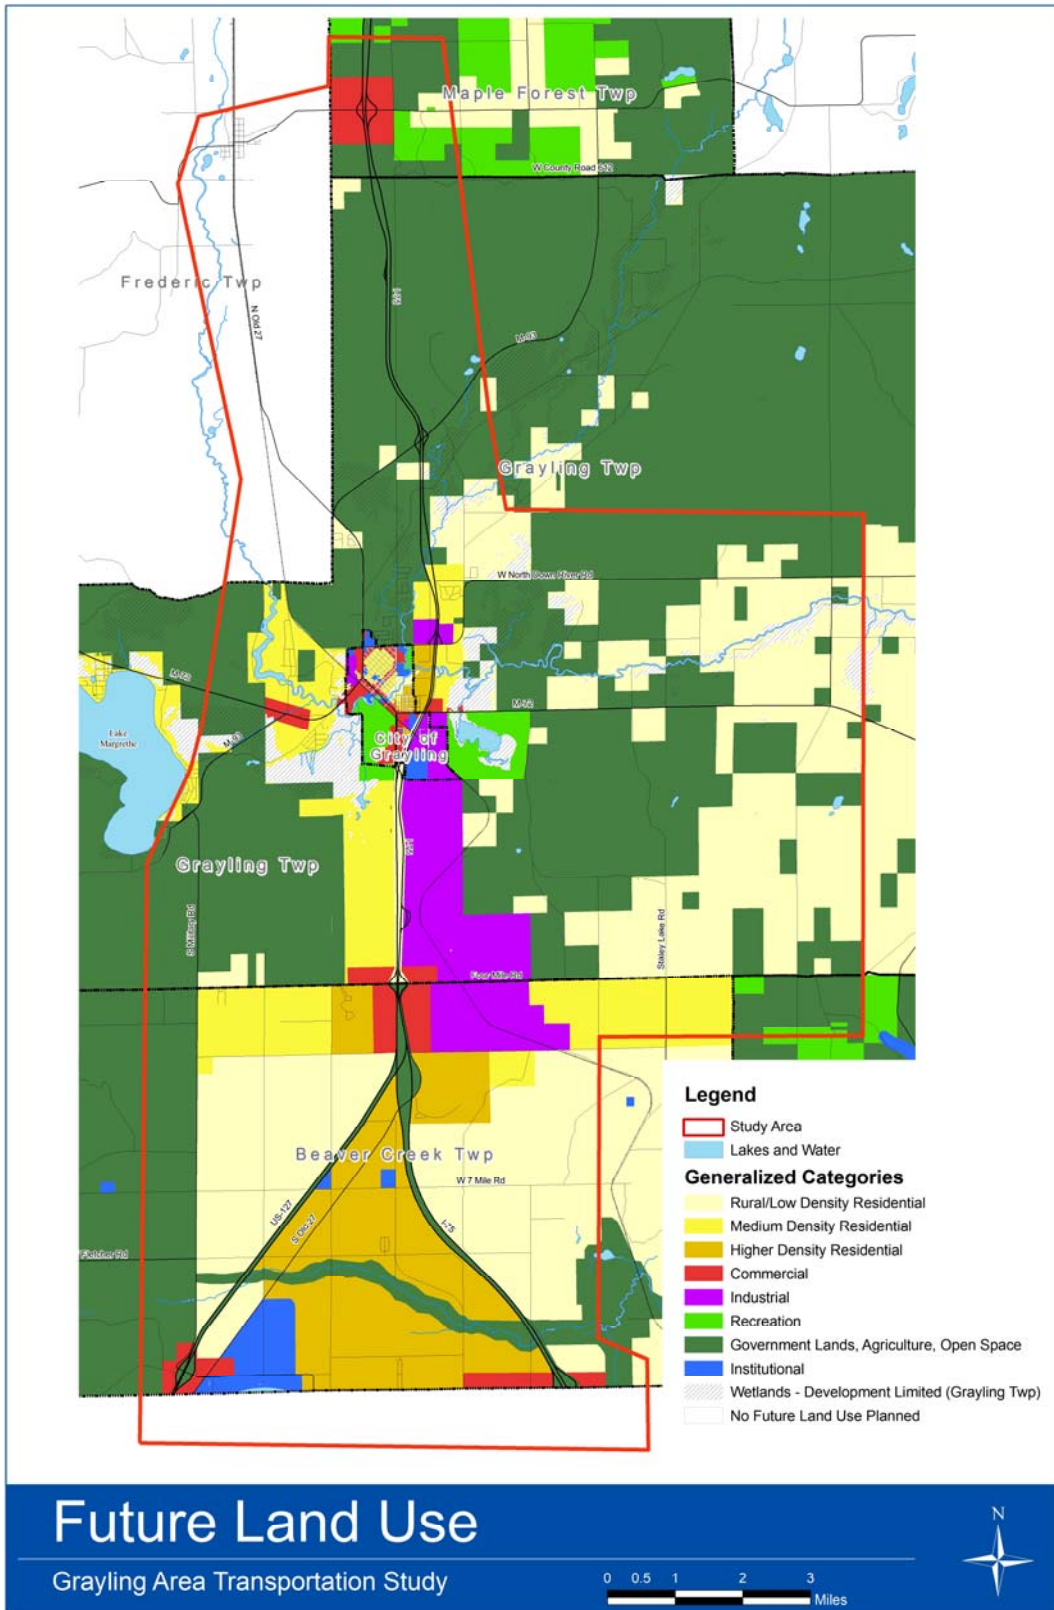 Maple Forest Twp
W County Road 612
Frederic Twp
N Old 27
I-75
M-93
Grayling Twp
W North Down River Rd
M-72
M-72
Lake
Margrethe
M-93
City of
Grayling
Grayling Twp
I-75
S Military Rd
Staley Lake Rd
Four Mile Rd
Beaver Creek Twp
W 7 Mile Rd
US-127
S Old 27
I-75
Fletcher Rd
Legend
Study Area
Lakes and Water
Generalized Categories
Rural/Low Density Residential
Medium Density Residential
Higher Density Residential
Commercial
Industrial
Recreation
Government Lands, Agriculture, Open Space
Institutional
Wetlands - Development Limited (Grayling Twp)
No Future Land Use Planned
Future Land Use
Grayling Area Transportation Study
N
0 0.5 1 2 3
Miles